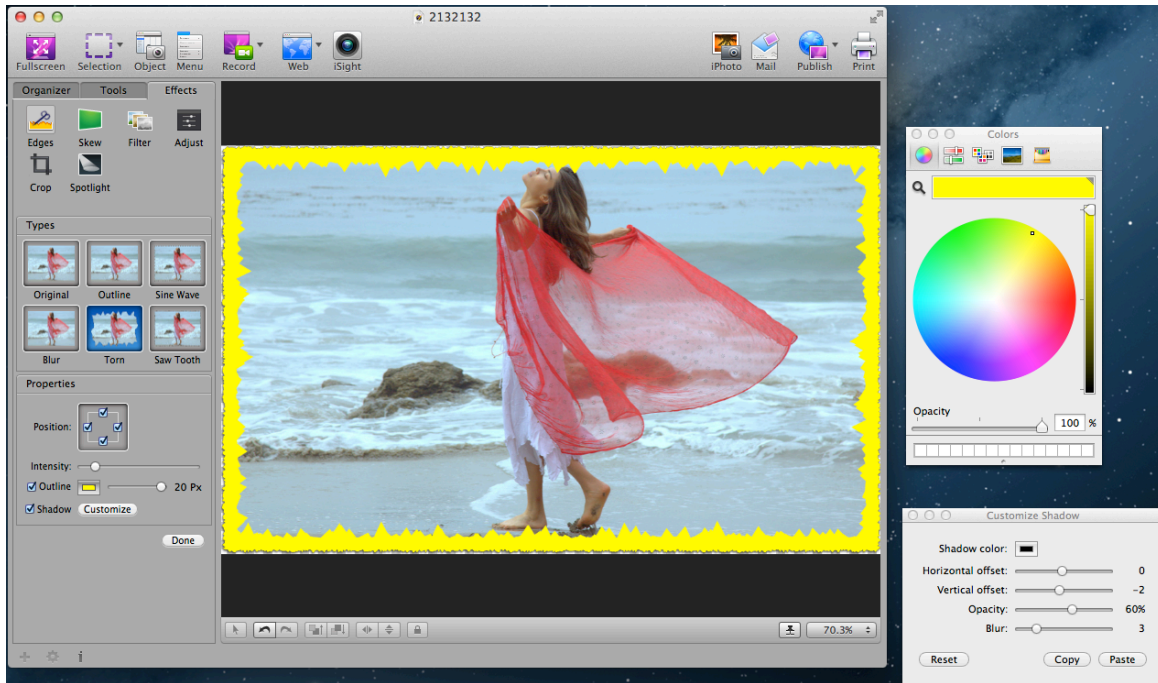 2132132
Fullscreen Selection Object Menu Record Web iSight iPhoto Mail Publish Print
Organizer Tools Effects
Edges Skew Filter Adjust
Crop Spotlight
Types
Original Outline Sine Wave
Blur Torn Saw Tooth
Properties
Position:
Intensity:
Outline 20 Px
Shadow Customize
Done
70.3%
i
Colors
Opacity
100 %
Customize Shadow
Shadow color:
Horizontal offset: 0
Vertical offset: -2
Opacity: 60%
Blur: 3
Reset Copy Paste